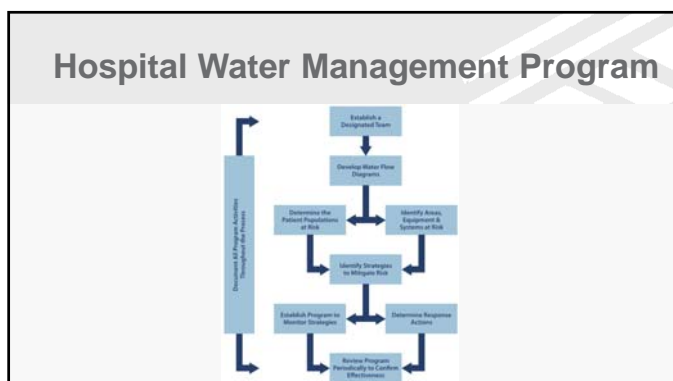 Hospital Water Management Program
Establish a
Designated Team
Develop Water Flow
Diagrams
Determine the
Patient Populations
at Risk
Identify Areas,
Equipment &
Systems at Risk
Document All Program Activities
Throughout the Process
Identify Strategies
to Mitigate Risk
Establish Program to
Monitor Strategies
Determine Response
Actions
Review Program
Periodically to Confirm
Effectiveness